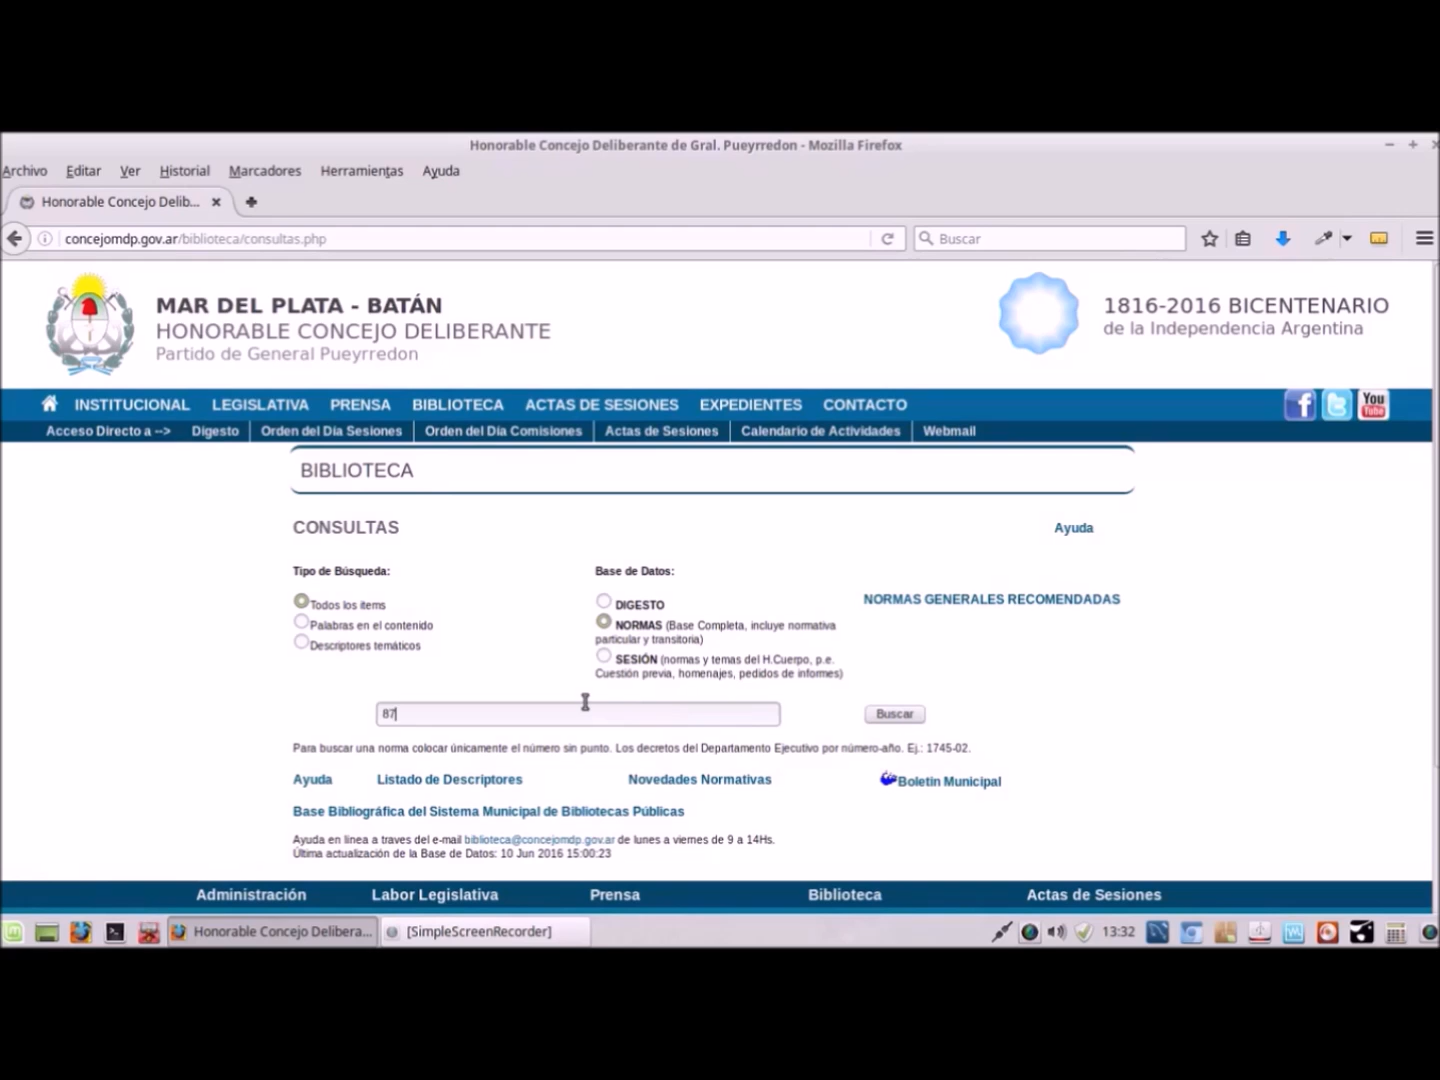 Honorable Concejo Deliberante de Gral. Pueyrredon - Mozilla Firefox
Archivo Editar Ver Historial Marcadores Herramientas Ayuda
Honorable Concejo Delib...
concejomdp.gov.ar/biblioteca/consultas.php
Buscar
MAR DEL PLATA - BATÁN
HONORABLE CONCEJO DELIBERANTE
Partido de General Pueyrredon
1816-2016 BICENTENARIO
de la Independencia Argentina
INSTITUCIONAL LEGISLATIVA PRENSA BIBLIOTECA ACTAS DE SESIONES EXPEDIENTES CONTACTO
You
Tube
Acceso Directo a --> Digesto Orden del Día Sesiones Orden del Día Comisiones Actas de Sesiones Calendario de Actividades Webmail
BIBLIOTECA
CONSULTAS
Ayuda
Tipo de Búsqueda:
Todos los items
Palabras en el contenido
Descriptores temáticos
Base de Datos:
DIGESTO
NORMAS (Base Completa, incluye normativa
particular y transitoria)
SESIÓN (normas y temas del H.Cuerpo, p.e.
Cuestión previa, homenajes, pedidos de informes)
NORMAS GENERALES RECOMENDADAS
87
Buscar
Para buscar una norma colocar únicamente el número sin punto. Los decretos del Departamento Ejecutivo por número-año. Ej.: 1745-02.
Ayuda Listado de Descriptores Novedades Normativas Boletin Municipal
Base Bibliográfica del Sistema Municipal de Bibliotecas Públicas
Ayuda en línea a traves del e-mail biblioteca@concejomdp.gov.ar de lunes a viernes de 9 a 14Hs.
Última actualización de la Base de Datos: 10 Jun 2016 15:00:23
Administración Labor Legislativa Prensa Biblioteca Actas de Sesiones
Honorable Concejo Delibera... [SimpleScreenRecorder] 13:32